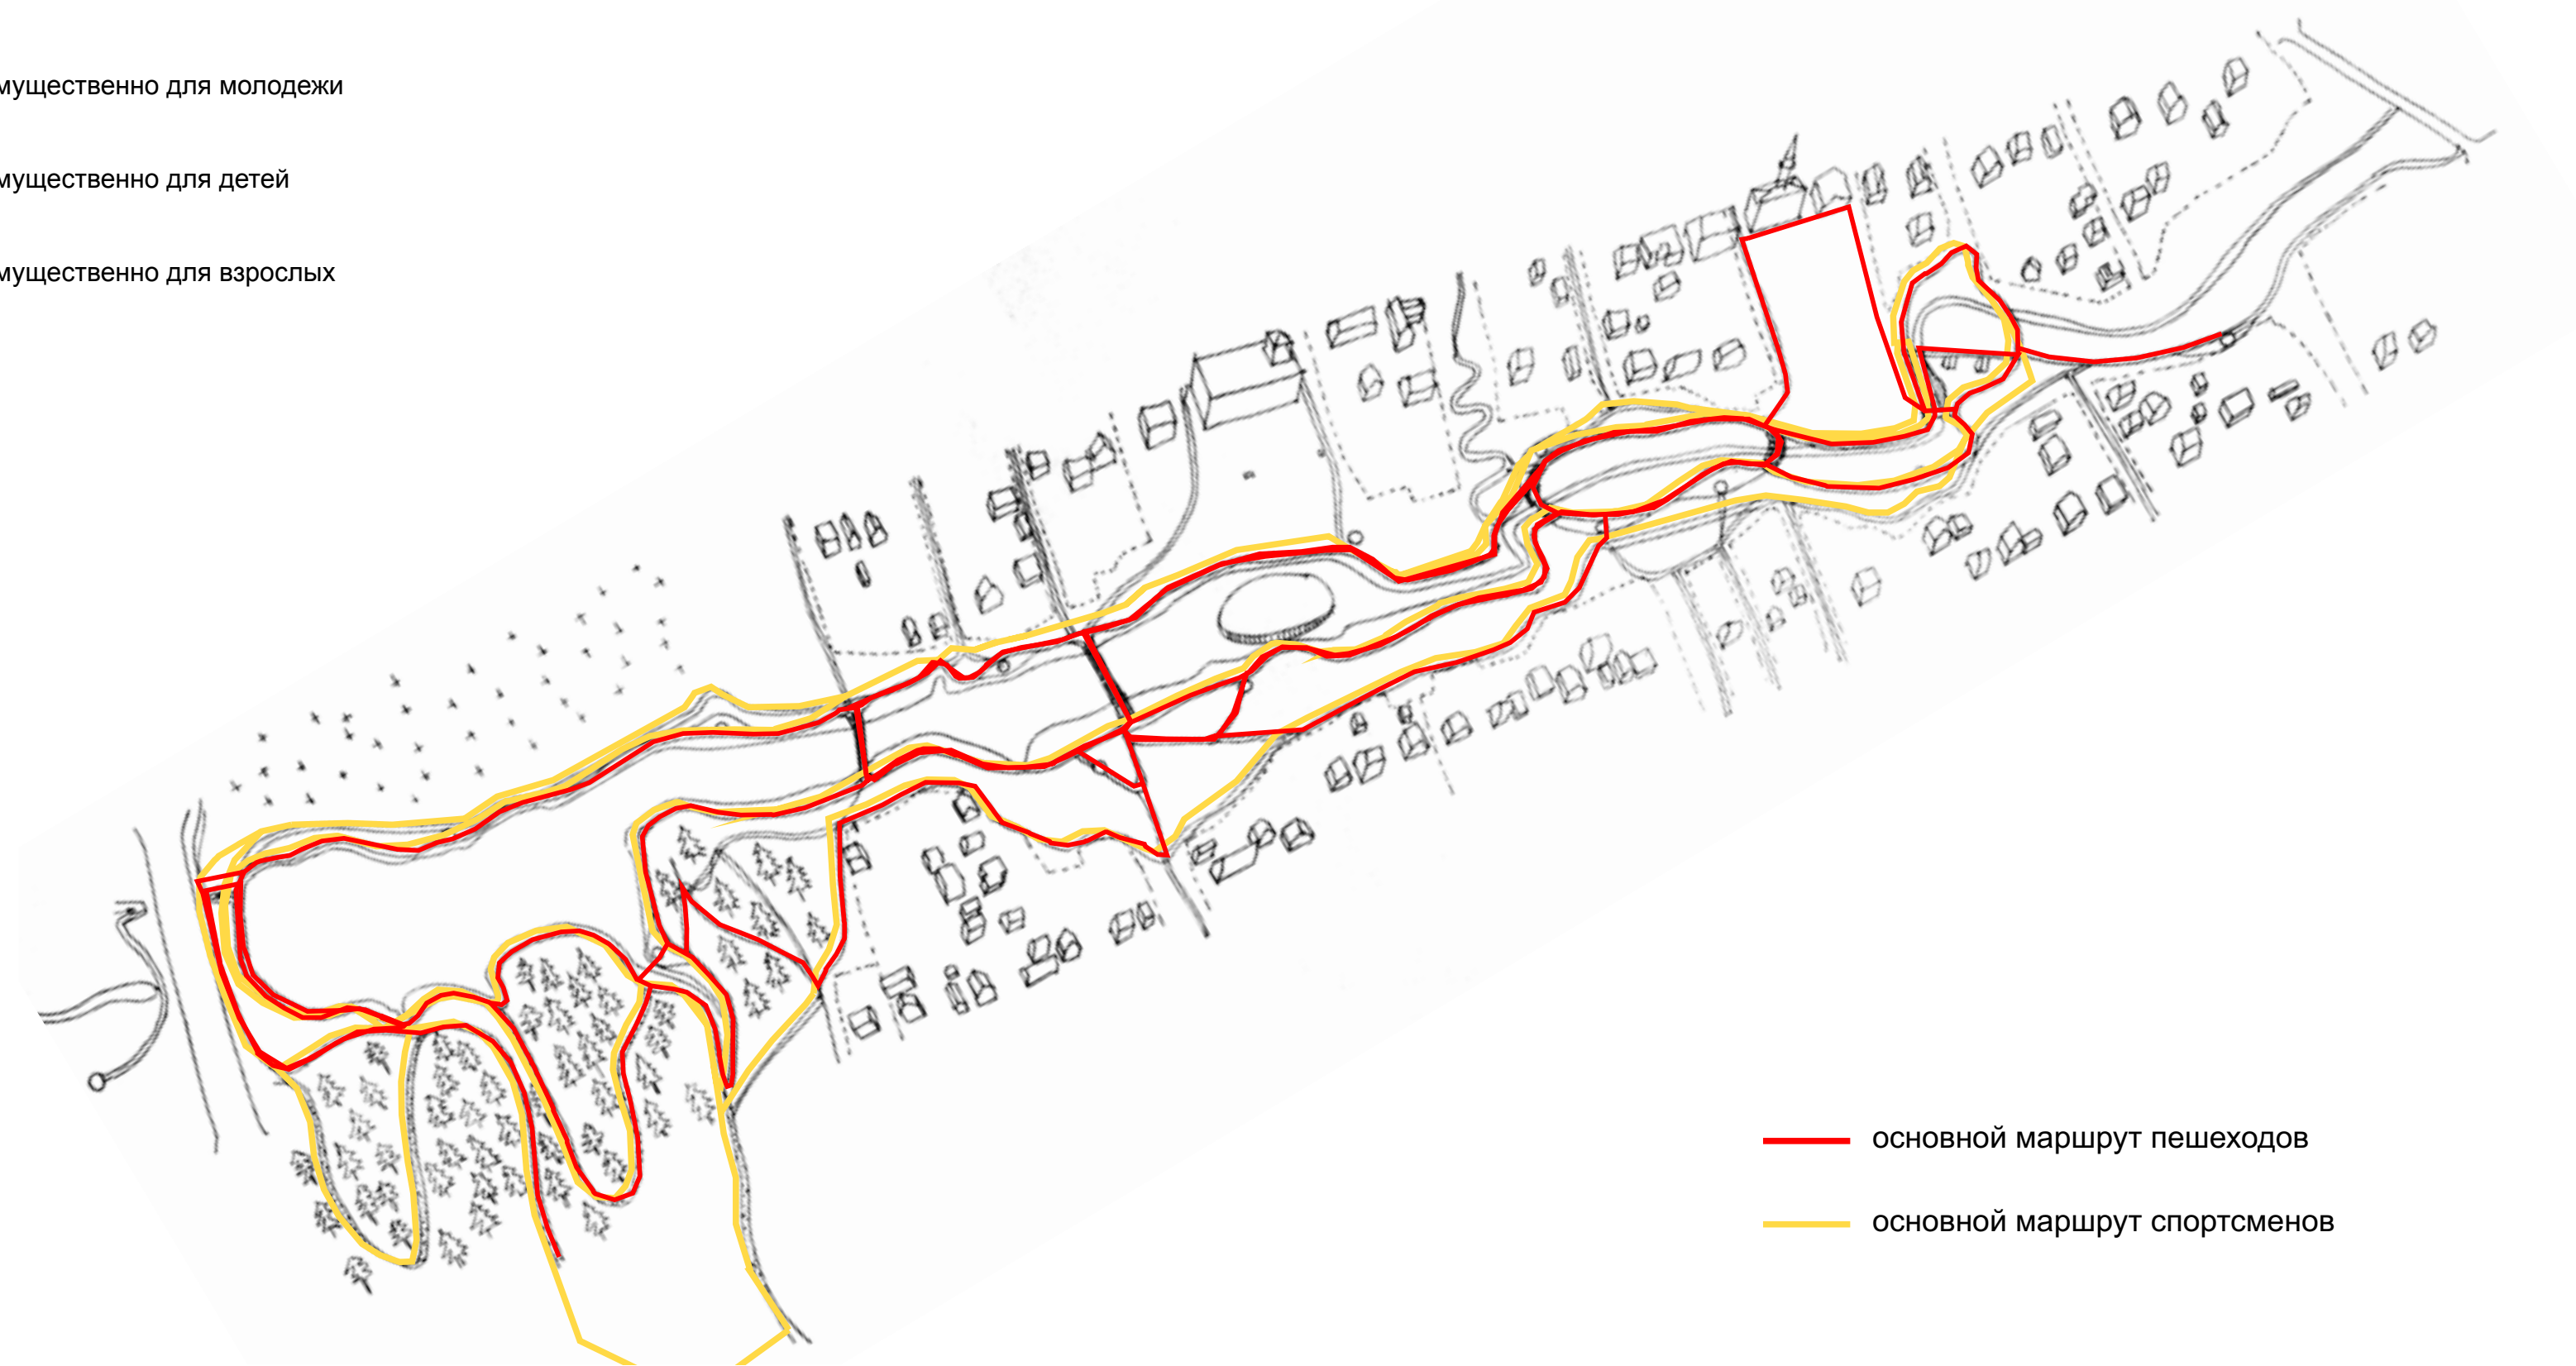 мущественно для молодежи
мущественно для детей
мущественно для взрослых
основной маршрут пешеходов
основной маршрут спортсменов